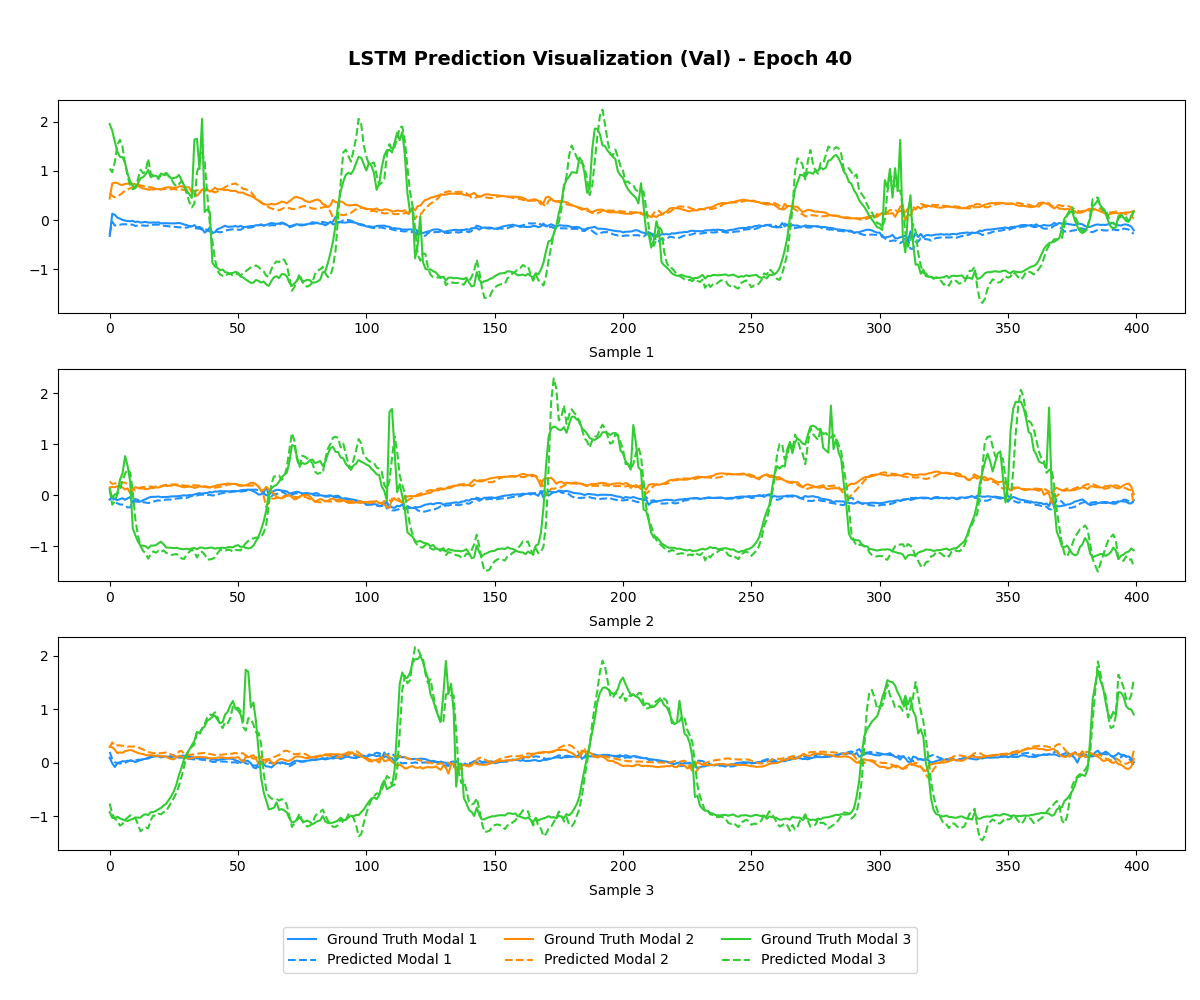 LSTM Prediction Visualization (Val) - Epoch 40
2
1
0
−1
0 50 100 150 200 250 300 350 400
Sample 1
2
1
0
−1
0 50 100 150 200 250 300 350 400
Sample 2
2
1
0
−1
0 50 100 150 200 250 300 350 400
Sample 3
Ground Truth Modal 1 Ground Truth Modal 2 Ground Truth Modal 3
Predicted Modal 1 Predicted Modal 2 Predicted Modal 3